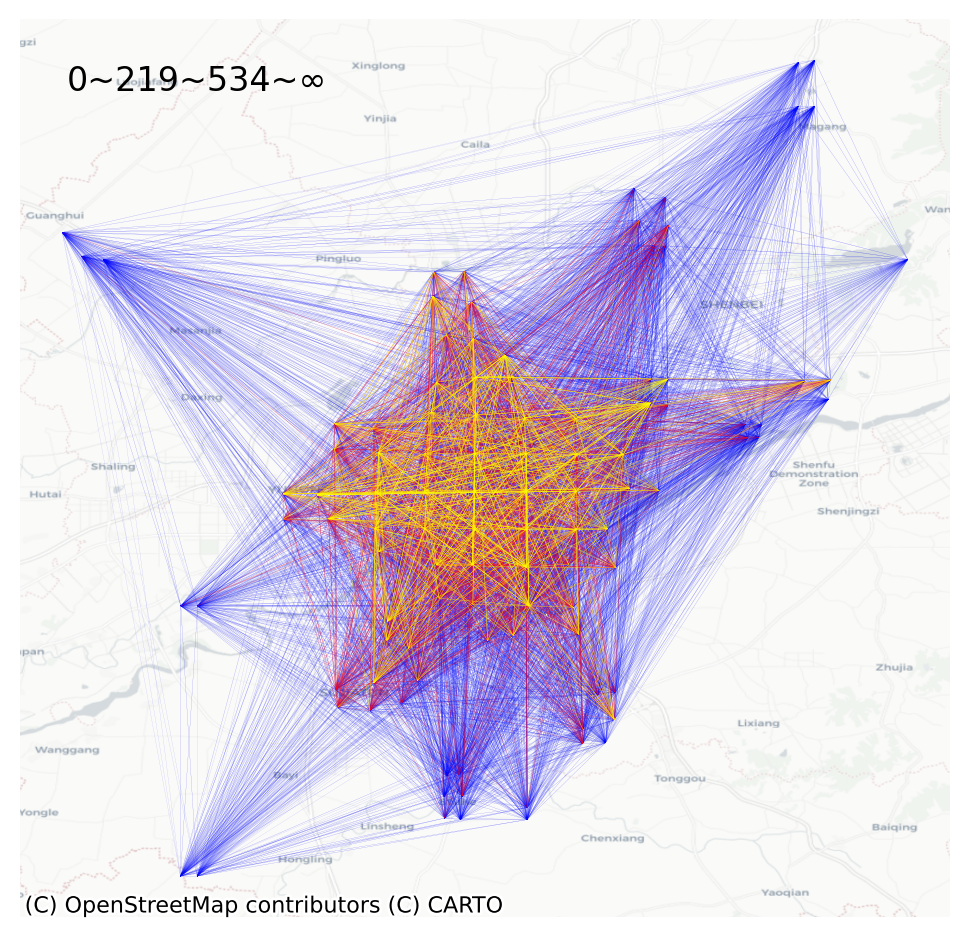 gzi
Xinglong
0~219~534~∞
Yinjia
Magang
Caila
Wan
Guanghui
Pingluo
SHENBEI
Masanjia
Daxing
Shaling
Shenfu
Demonstration
Zone
Hutai
Shenjingzi
pan
Zhujia
Lixiang
Wanggang
Bayi
Tonggou
Yongle
Linsheng
Chenxiang
Baiqing
Hongling
Yaoqian
(C) OpenStreetMap contributors (C) CARTO